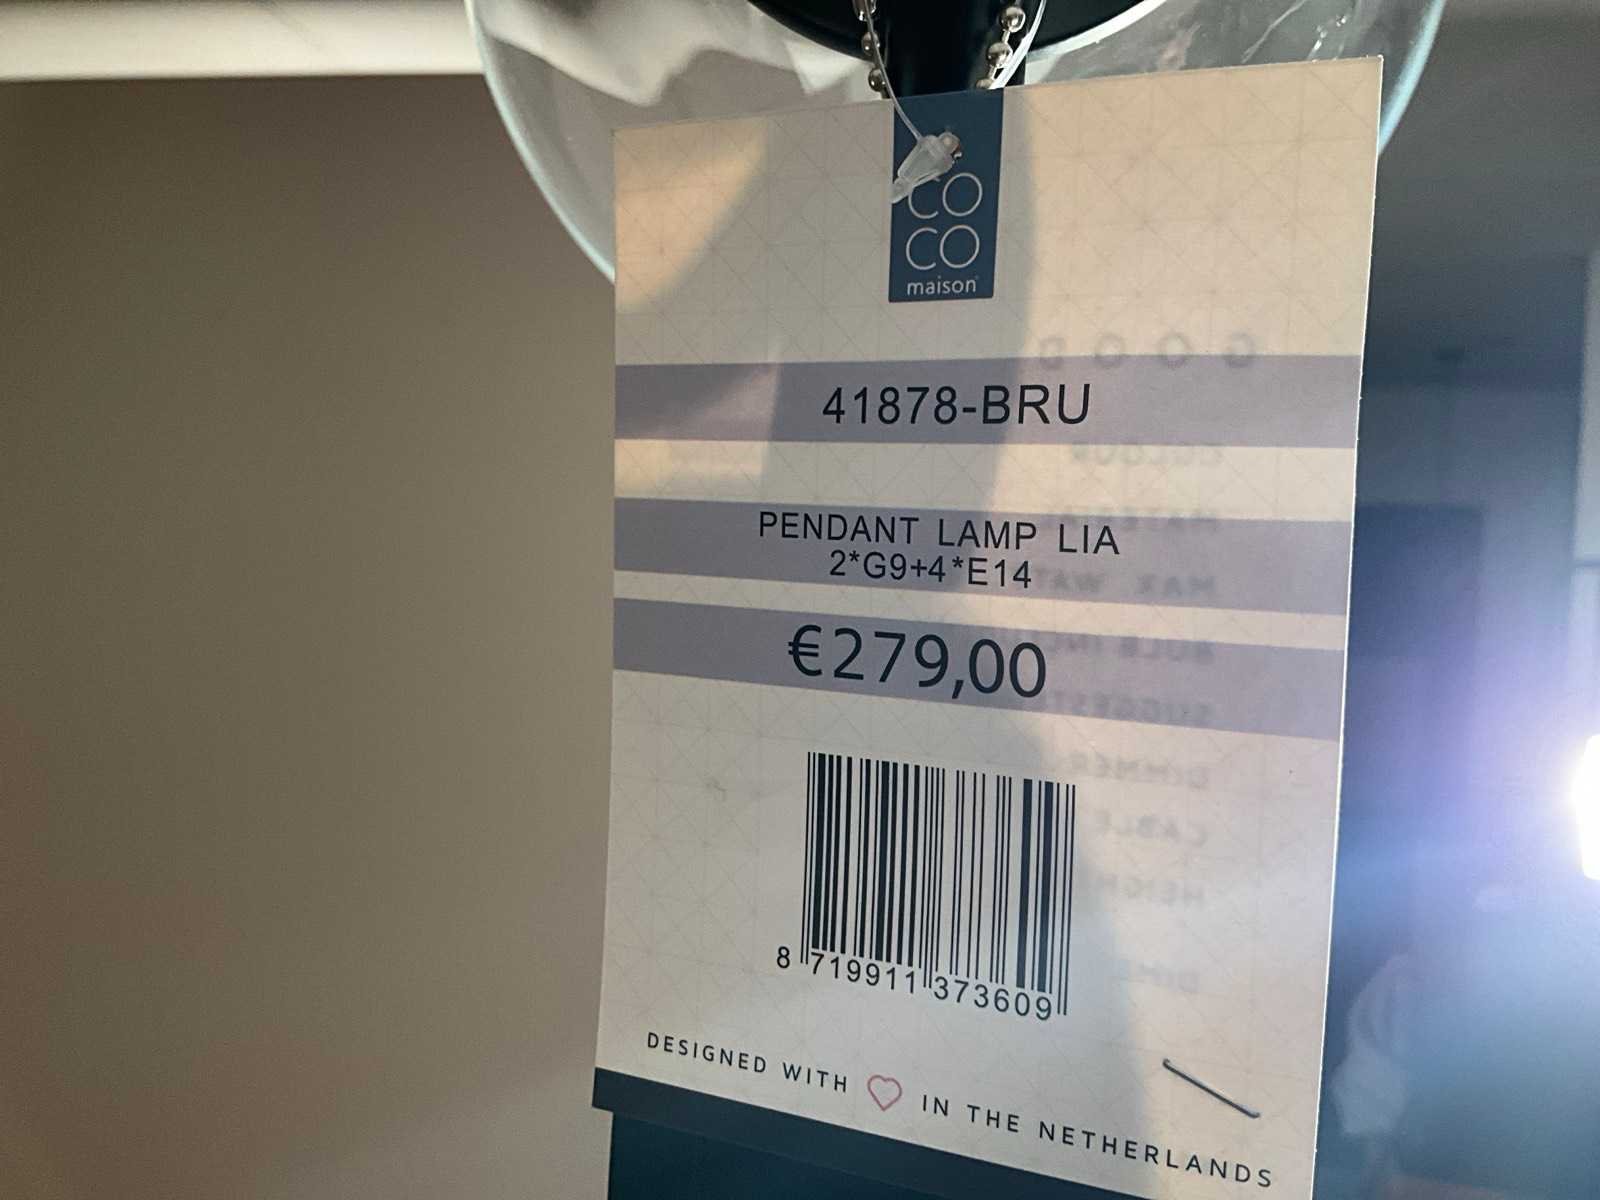 CO
CO
maison
41878-BRU
PENDANT LAMP LIA
2*G9+4*E14
€279,00
8 719911 373609
DESIGNED WITH ♡ IN THE NETHERLANDS